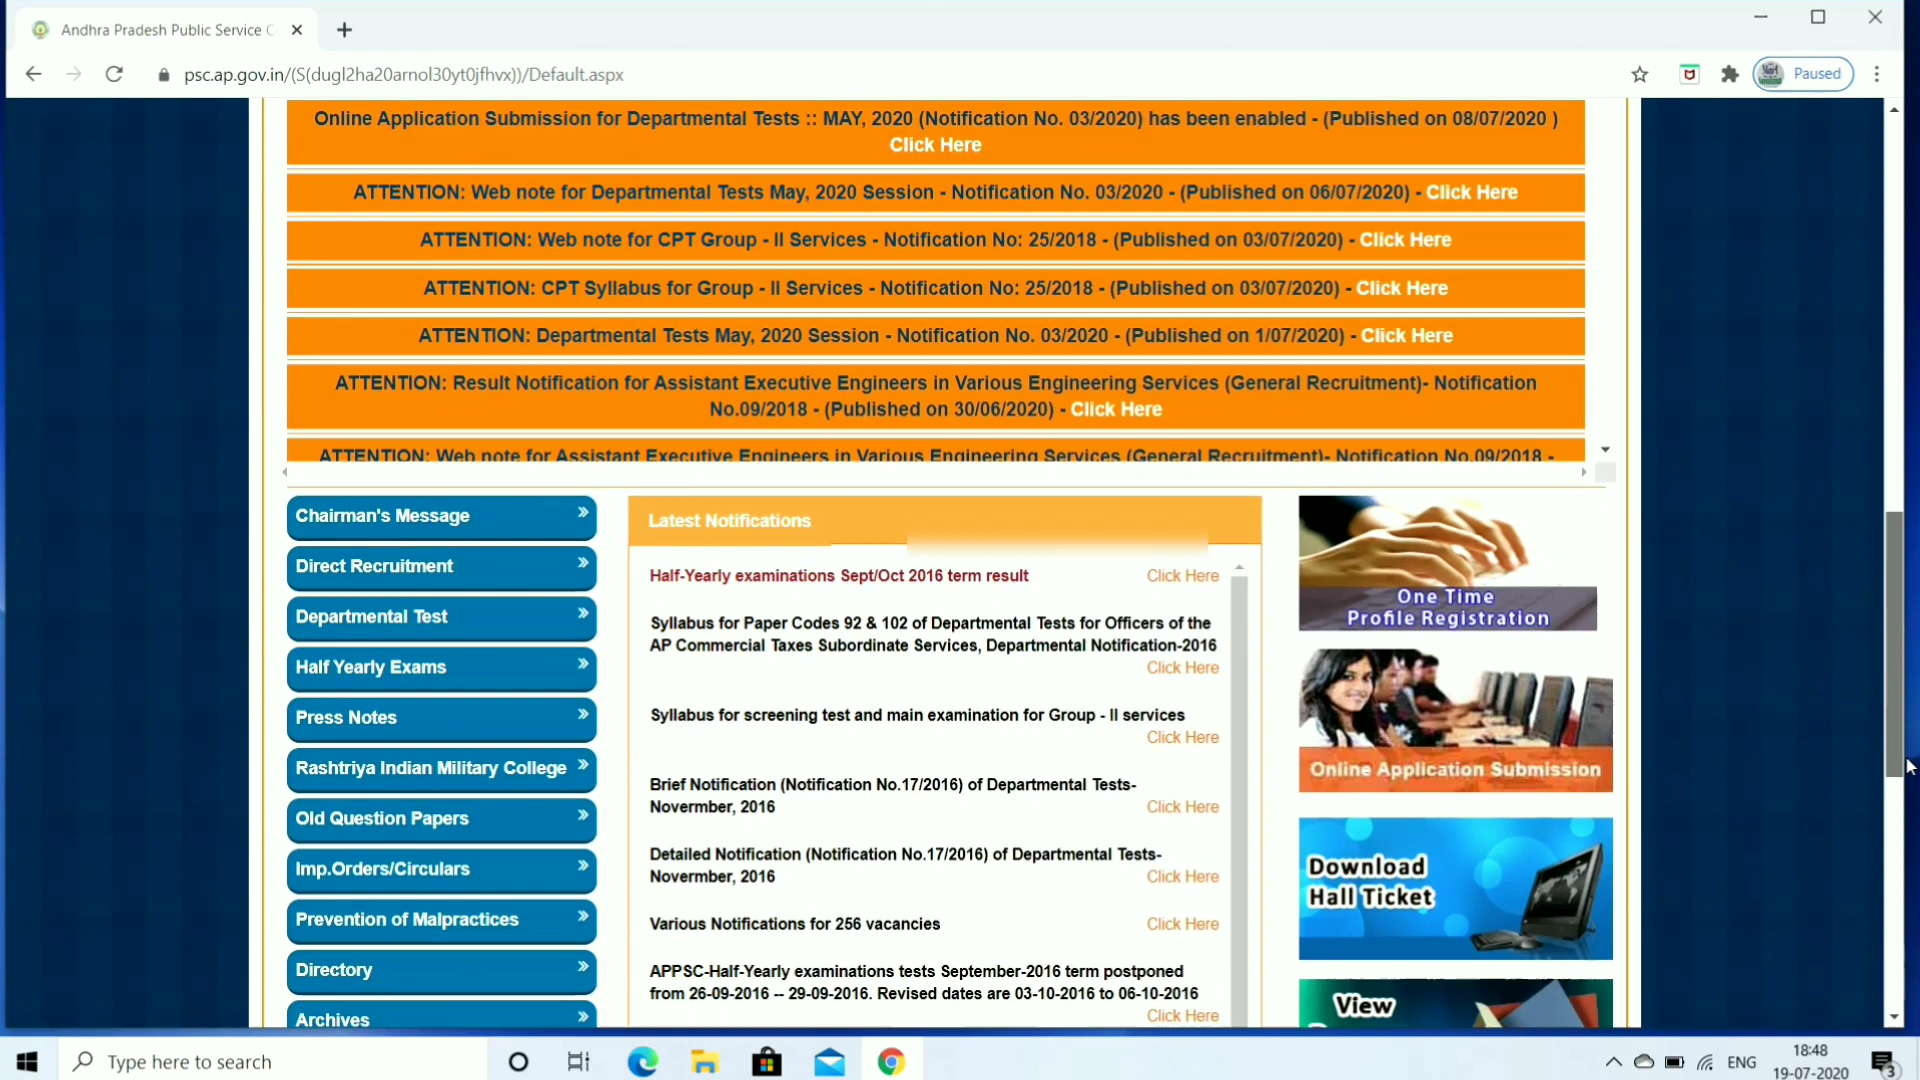 Andhra Pradesh Public Service C
psc.ap.gov.in/(S(dugl2ha20arnol30yt0jfhvx))/Default.aspx
Paused
Online Application Submission for Departmental Tests :: MAY, 2020 (Notification No. 03/2020) has been enabled - (Published on 08/07/2020 )
Click Here
ATTENTION: Web note for Departmental Tests May, 2020 Session - Notification No. 03/2020 - (Published on 06/07/2020) - Click Here
ATTENTION: Web note for CPT Group - II Services - Notification No: 25/2018 - (Published on 03/07/2020) - Click Here
ATTENTION: CPT Syllabus for Group - II Services - Notification No: 25/2018 - (Published on 03/07/2020) - Click Here
ATTENTION: Departmental Tests May, 2020 Session - Notification No. 03/2020 - (Published on 1/07/2020) - Click Here
ATTENTION: Result Notification for Assistant Executive Engineers in Various Engineering Services (General Recruitment)- Notification
No.09/2018 - (Published on 30/06/2020) - Click Here
ATTENTION: Web note for Assistant Executive Engineers in Various Engineering Services (General Recruitment)- Notification No.09/2018 -
Chairman's Message
Direct Recruitment
Departmental Test
Half Yearly Exams
Press Notes
Rashtriya Indian Military College
Old Question Papers
Imp.Orders/Circulars
Prevention of Malpractices
Directory
Archives
Latest Notifications
Half-Yearly examinations Sept/Oct 2016 term result Click Here
Syllabus for Paper Codes 92 & 102 of Departmental Tests for Officers of the
AP Commercial Taxes Subordinate Services, Departmental Notification-2016
Click Here
Syllabus for screening test and main examination for Group - II services
Click Here
Brief Notification (Notification No.17/2016) of Departmental Tests-
Novermber, 2016 Click Here
Detailed Notification (Notification No.17/2016) of Departmental Tests-
Novermber, 2016 Click Here
Various Notifications for 256 vacancies Click Here
APPSC-Half-Yearly examinations tests September-2016 term postponed
from 26-09-2016 -- 29-09-2016. Revised dates are 03-10-2016 to 06-10-2016
Click Here
One Time
Profile Registration
Online Application Submission
Download
Hall Ticket
View
Type here to search
ENG
18:48
19-07-2020
3